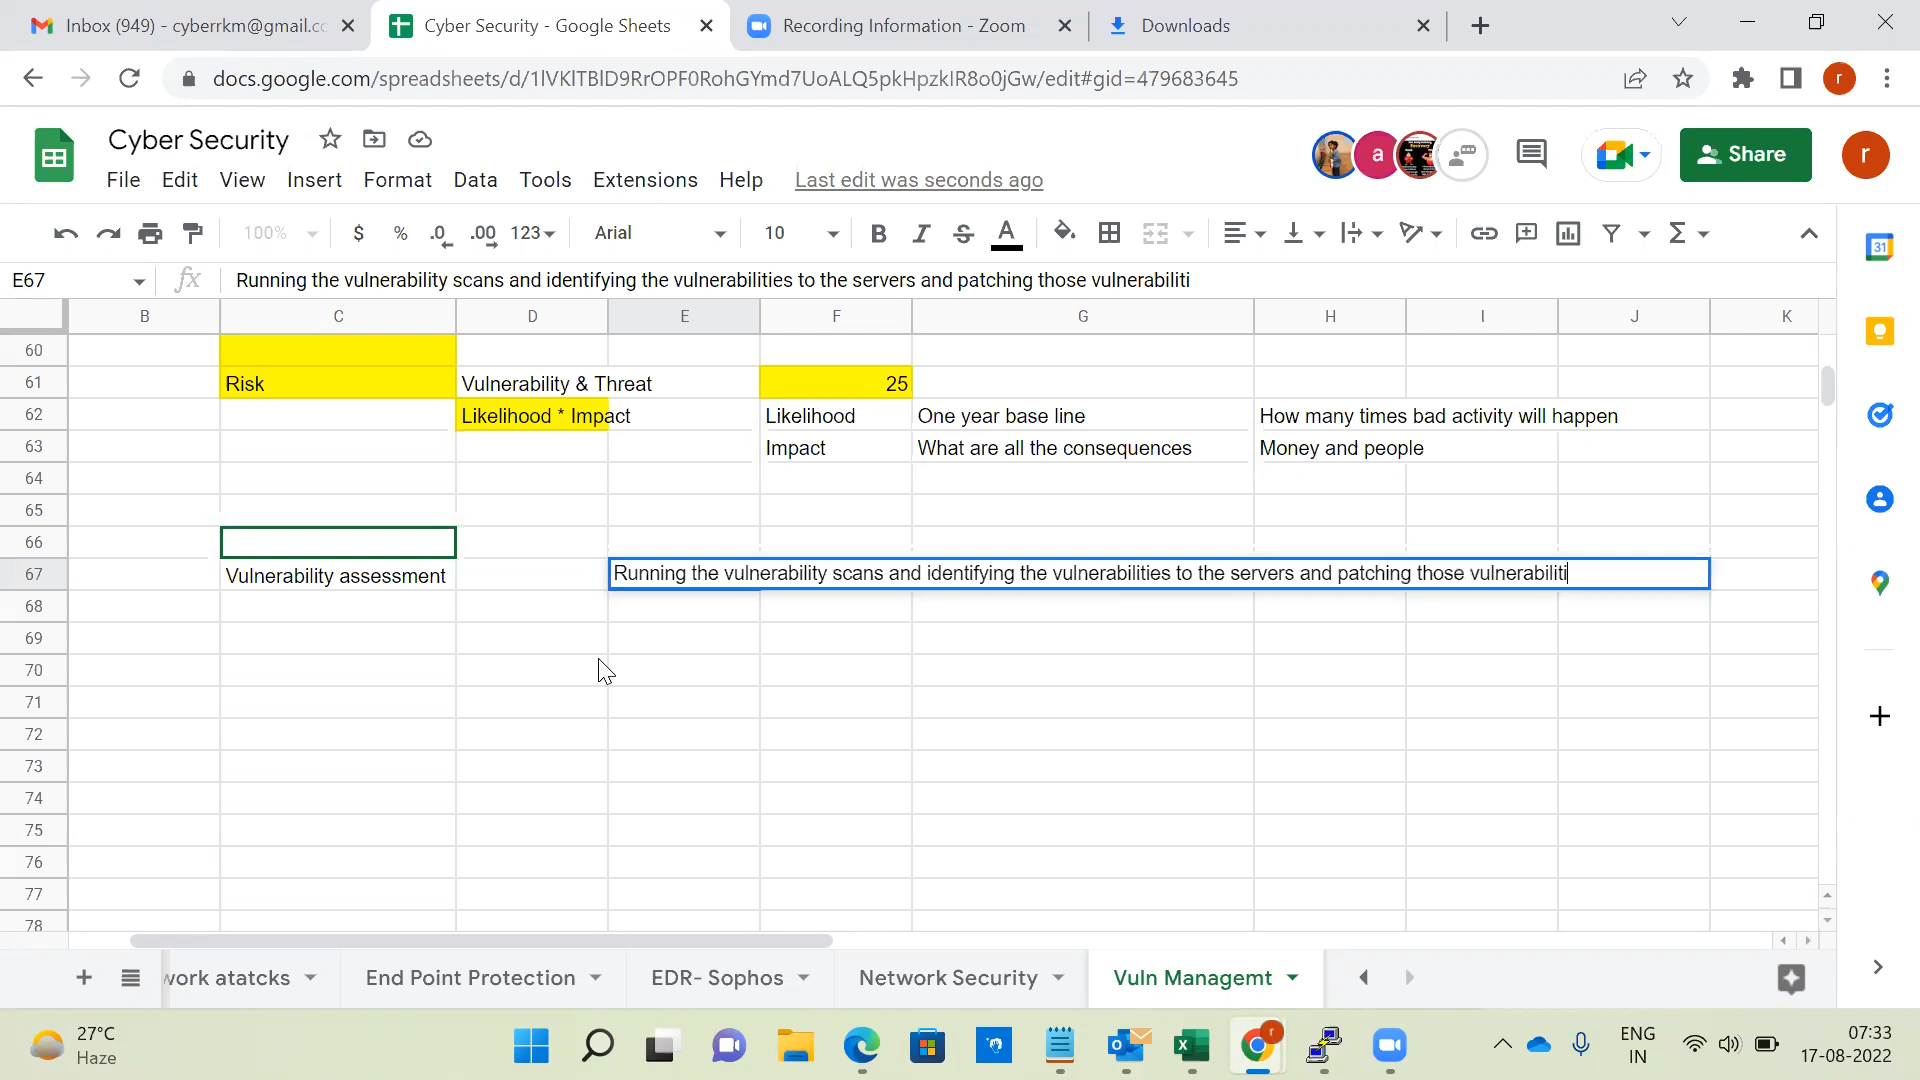 Inbox (949) - cyberrkm@gmail.cc
Cyber Security - Google Sheets
Recording Information - Zoom
Downloads
docs.google.com/spreadsheets/d/1lVKlTBlD9RrOPF0RohGYmd7UoALQ5pkHpzkIR8o0jGw/edit#gid=479683645
r
Cyber Security
a
Share
r
File Edit View Insert Format Data Tools Extensions Help Last edit was seconds ago
100% $ % .0 .00 123 Arial 10 B I S A
31
E67 fx Running the vulnerability scans and identifying the vulnerabilities to the servers and patching those vulnerabiliti
B C D E F G H I J K
60
61 Risk Vulnerability & Threat 25
62 Likelihood * Impact Likelihood One year base line How many times bad activity will happen
63 Impact What are all the consequences Money and people
64
65
66
67 Vulnerability assessment Running the vulnerability scans and identifying the vulnerabilities to the servers and patching those vulnerabiliti
68
69
70
71
72
73
74
75
76
77
78
work atatcks End Point Protection EDR- Sophos Network Security Vuln Managemt
27°C
Haze
r
ENG
IN
07:33
17-08-2022